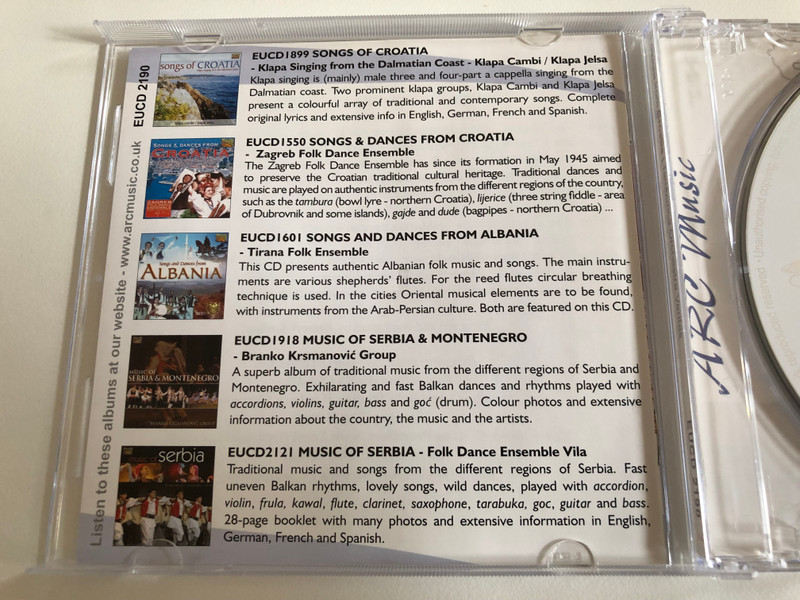 EUCD 2190
Listen to these albums at our website - www.arcmusic.co.uk
songs of CROATIA
EUCD1899 SONGS OF CROATIA
- Klapa Singing from the Dalmatian Coast - Klapa Cambi / Klapa Jelsa
Klapa singing is (mainly) male three and four-part a cappella singing from the
Dalmatian coast. Two prominent klapa groups, Klapa Cambi and Klapa Jelsa
present a colourful array of traditional and contemporary songs. Complete
original lyrics and extensive info in English, German, French and Spanish.
SONGS & DANCES FROM
CROATIA
EUCD1550 SONGS & DANCES FROM CROATIA
- Zagreb Folk Dance Ensemble
The Zagreb Folk Dance Ensemble has since its formation in May 1945 aimed
to preserve the Croatian traditional cultural heritage. Traditional dances and
music are played on authentic instruments from the different regions of the country,
such as the tambura (bowl lyre - northern Croatia), lijerice (three string fiddle - area
of Dubrovnik and some islands), gajde and dude (bagpipes - northern Croatia) ...
Songs and Dances from
ALBANIA
EUCD1601 SONGS AND DANCES FROM ALBANIA
- Tirana Folk Ensemble
This CD presents authentic Albanian folk music and songs. The main instru-
ments are various shepherds' flutes. For the reed flutes circular breathing
technique is used. In the cities Oriental musical elements are to be found,
with instruments from the Arab-Persian culture. Both are featured on this CD.
MUSIC OF
SERBIA & MONTENEGRO
EUCD1918 MUSIC OF SERBIA & MONTENEGRO
- Branko Krsmanović Group
A superb album of traditional music from the different regions of Serbia and
Montenegro. Exhilarating and fast Balkan dances and rhythms played with
accordions, violins, guitar, bass and goć (drum). Colour photos and extensive
information about the country, the music and the artists.
music of serbia
EUCD2121 MUSIC OF SERBIA - Folk Dance Ensemble Vila
Traditional music and songs from the different regions of Serbia. Fast
uneven Balkan rhythms, lovely songs, wild dances, played with accordion,
violin, frula, kawal, flute, clarinet, saxophone, tarabuka, goc, guitar and bass.
28-page booklet with many photos and extensive information in English,
German, French and Spanish.
ARC Music